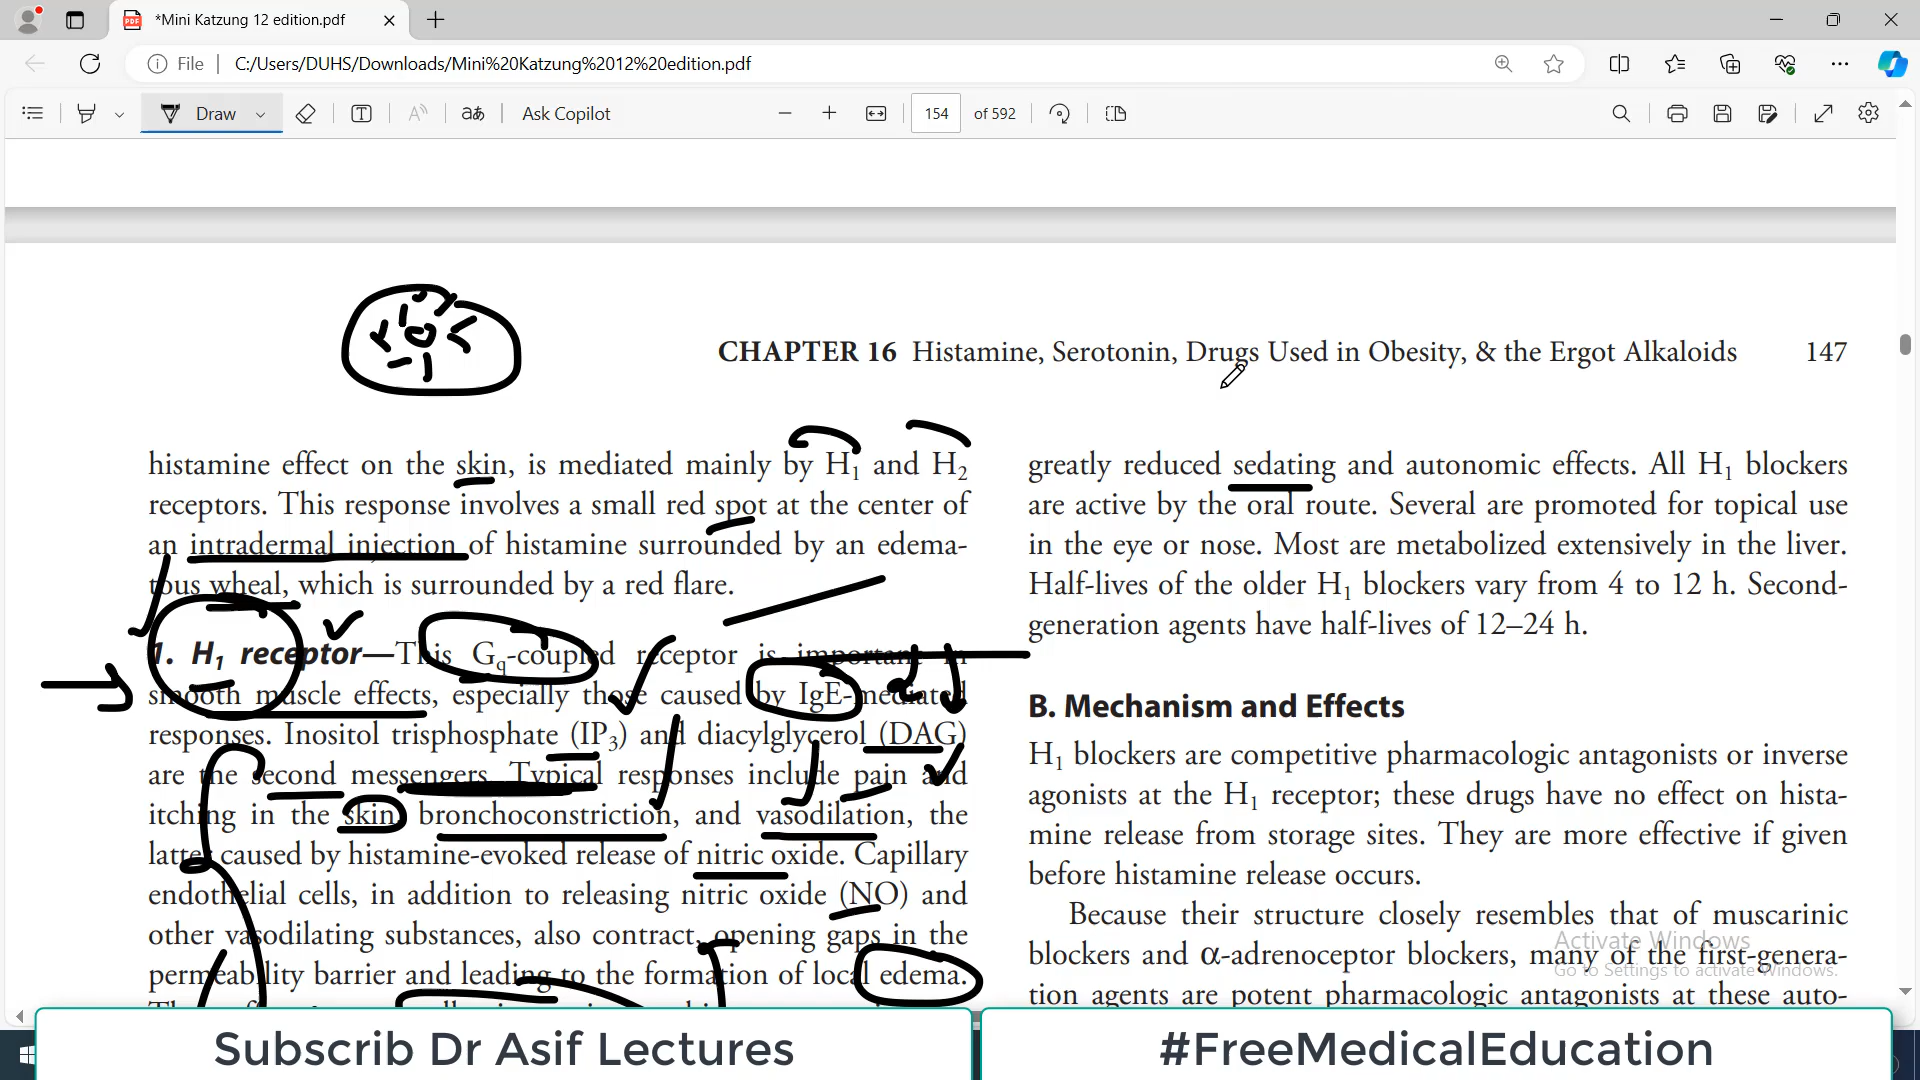 *Mini Katzung 12 edition.pdf
File
C:/Users/DUHS/Downloads/Mini%20Katzung%2012%20edition.pdf
Draw
Ask Copilot
154 of 592
CHAPTER 16 Histamine, Serotonin, Drugs Used in Obesity, & the Ergot Alkaloids 147
histamine effect on the skin, is mediated mainly by H1 and H2
receptors. This response involves a small red spot at the center of
an intradermal injection of histamine surrounded by an edema-
tous wheal, which is surrounded by a red flare.
1. H1 receptor—This Gq-coupled receptor is important in
smooth muscle effects, especially those caused by IgE-mediated
responses. Inositol trisphosphate (IP3) and diacylglycerol (DAG)
are the second messengers. Typical responses include pain and
itching in the skin, bronchoconstriction, and vasodilation, the
latter caused by histamine-evoked release of nitric oxide. Capillary
endothelial cells, in addition to releasing nitric oxide (NO) and
other vasodilating substances, also contract, opening gaps in the
permeability barrier and leading to the formation of local edema.
greatly reduced sedating and autonomic effects. All H1 blockers
are active by the oral route. Several are promoted for topical use
in the eye or nose. Most are metabolized extensively in the liver.
Half-lives of the older H1 blockers vary from 4 to 12 h. Second-
generation agents have half-lives of 12–24 h.
B. Mechanism and Effects
H1 blockers are competitive pharmacologic antagonists or inverse
agonists at the H1 receptor; these drugs have no effect on hista-
mine release from storage sites. They are more effective if given
before histamine release occurs.
Because their structure closely resembles that of muscarinic
blockers and α-adrenoceptor blockers, many of the first-genera-
tion agents are potent pharmacologic antagonists at these auto-
Activate Windows
Go to Settings to activate Windows.
Subscrib Dr Asif Lectures
#FreeMedicalEducation